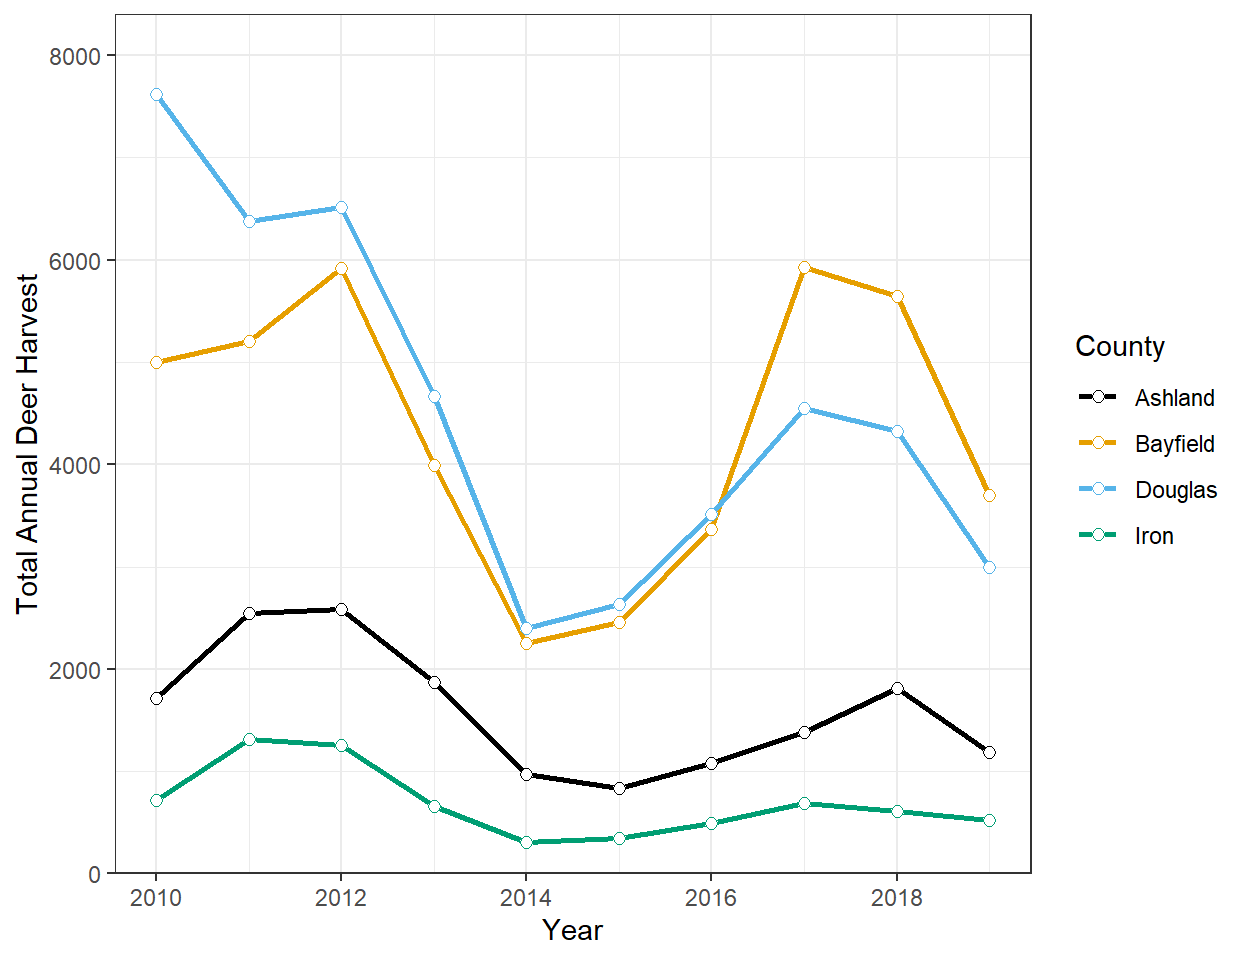 8000
6000
4000
2000
0
Total Annual Deer Harvest
2010 2012 2014 2016 2018
Year
County
Ashland
Bayfield
Douglas
Iron